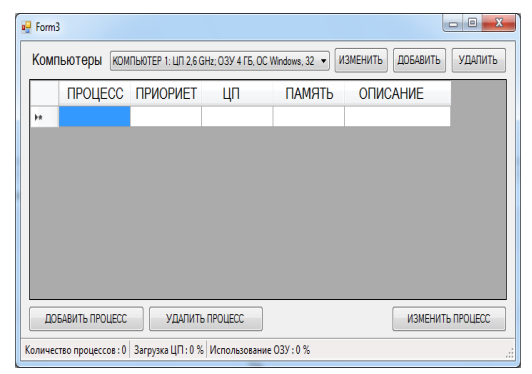 Form3
Компьютеры КОМПЬЮТЕР 1: ЦП 2,6 GHz; ОЗУ 4 ГБ, ОС Windows, 32 ИЗМЕНИТЬ ДОБАВИТЬ УДАЛИТЬ
ПРОЦЕСС ПРИОРИЕТ ЦП ПАМЯТЬ ОПИСАНИЕ
ДОБАВИТЬ ПРОЦЕСС УДАЛИТЬ ПРОЦЕСС ИЗМЕНИТЬ ПРОЦЕСС
Количество процессов : 0 Загрузка ЦП : 0 % Использование ОЗУ : 0 %